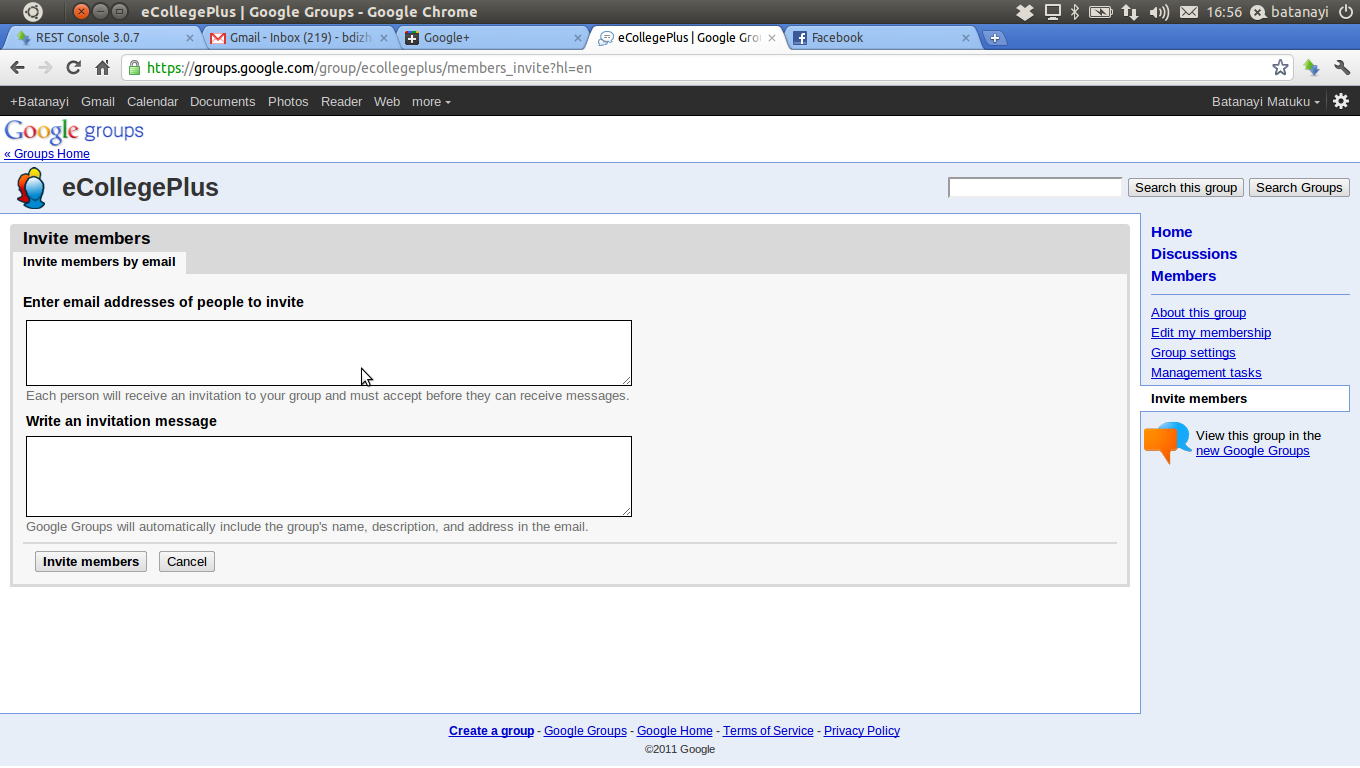 eCollegePlus | Google Groups - Google Chrome
16:56 batanayi
REST Console 3.0.7
Gmail - Inbox (219) - bdizh
Google+
eCollegePlus | Google Gro
Facebook
https://groups.google.com/group/ecollegeplus/members_invite?hl=en
+Batanayi Gmail Calendar Documents Photos Reader Web more
Batanayi Matuku
Google groups
« Groups Home
eCollegePlus
Search this group
Search Groups
Invite members
Invite members by email
Enter email addresses of people to invite
Each person will receive an invitation to your group and must accept before they can receive messages.
Write an invitation message
Google Groups will automatically include the group's name, description, and address in the email.
Invite members
Cancel
Home
Discussions
Members
About this group
Edit my membership
Group settings
Management tasks
Invite members
View this group in the
new Google Groups
Create a group - Google Groups - Google Home - Terms of Service - Privacy Policy
©2011 Google